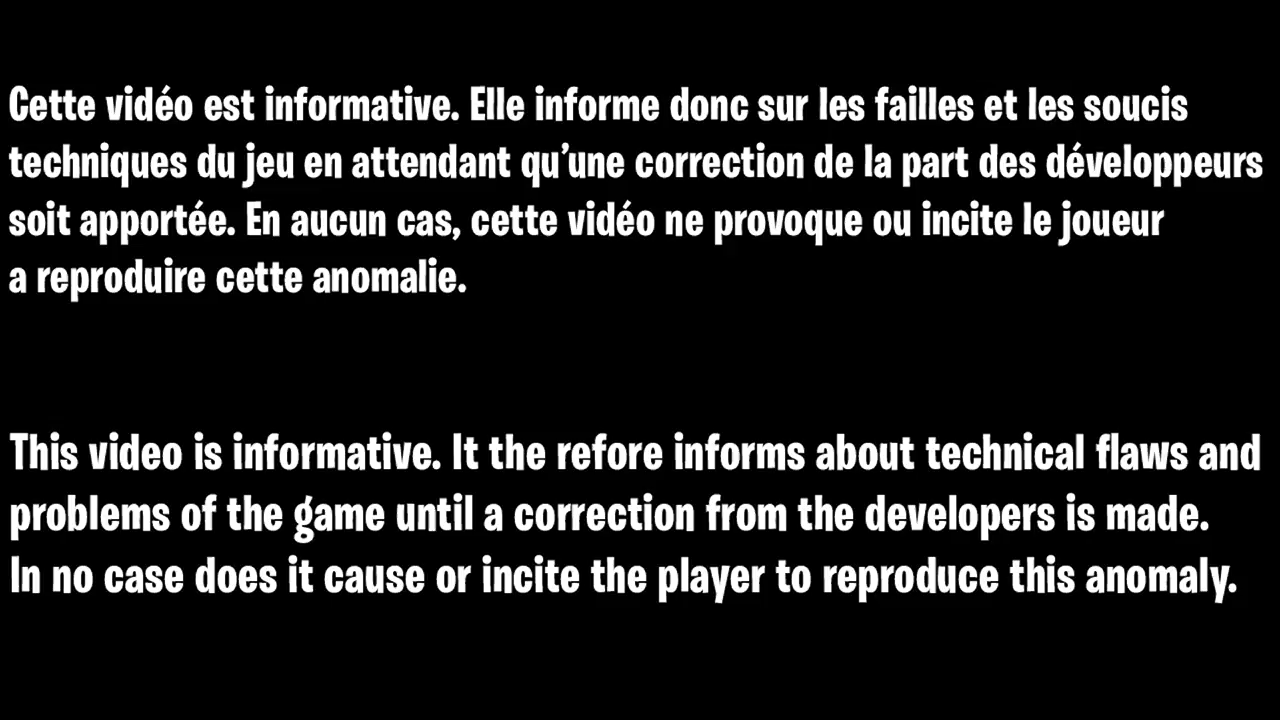 Cette vidéo est informative. Elle informe donc sur les failles et les soucis
techniques du jeu en attendant qu’une correction de la part des développeurs
soit apportée. En aucun cas, cette vidéo ne provoque ou incite le joueur
a reproduire cette anomalie.
This video is informative. It the refore informs about technical flaws and
problems of the game until a correction from the developers is made.
In no case does it cause or incite the player to reproduce this anomaly.